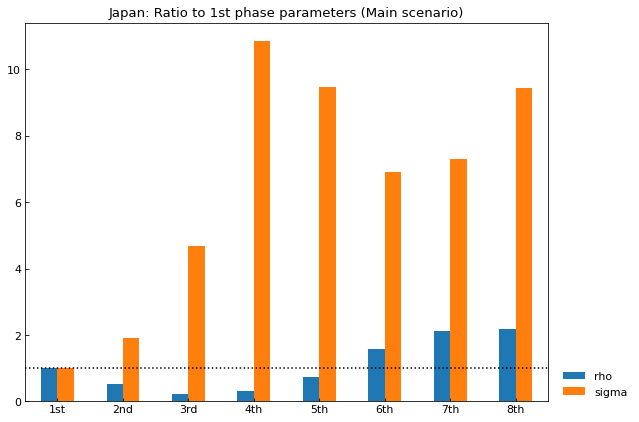 Japan: Ratio to 1st phase parameters (Main scenario)
10
8
6
4
2
0
1st 2nd 3rd 4th 5th 6th 7th 8th
rho
sigma